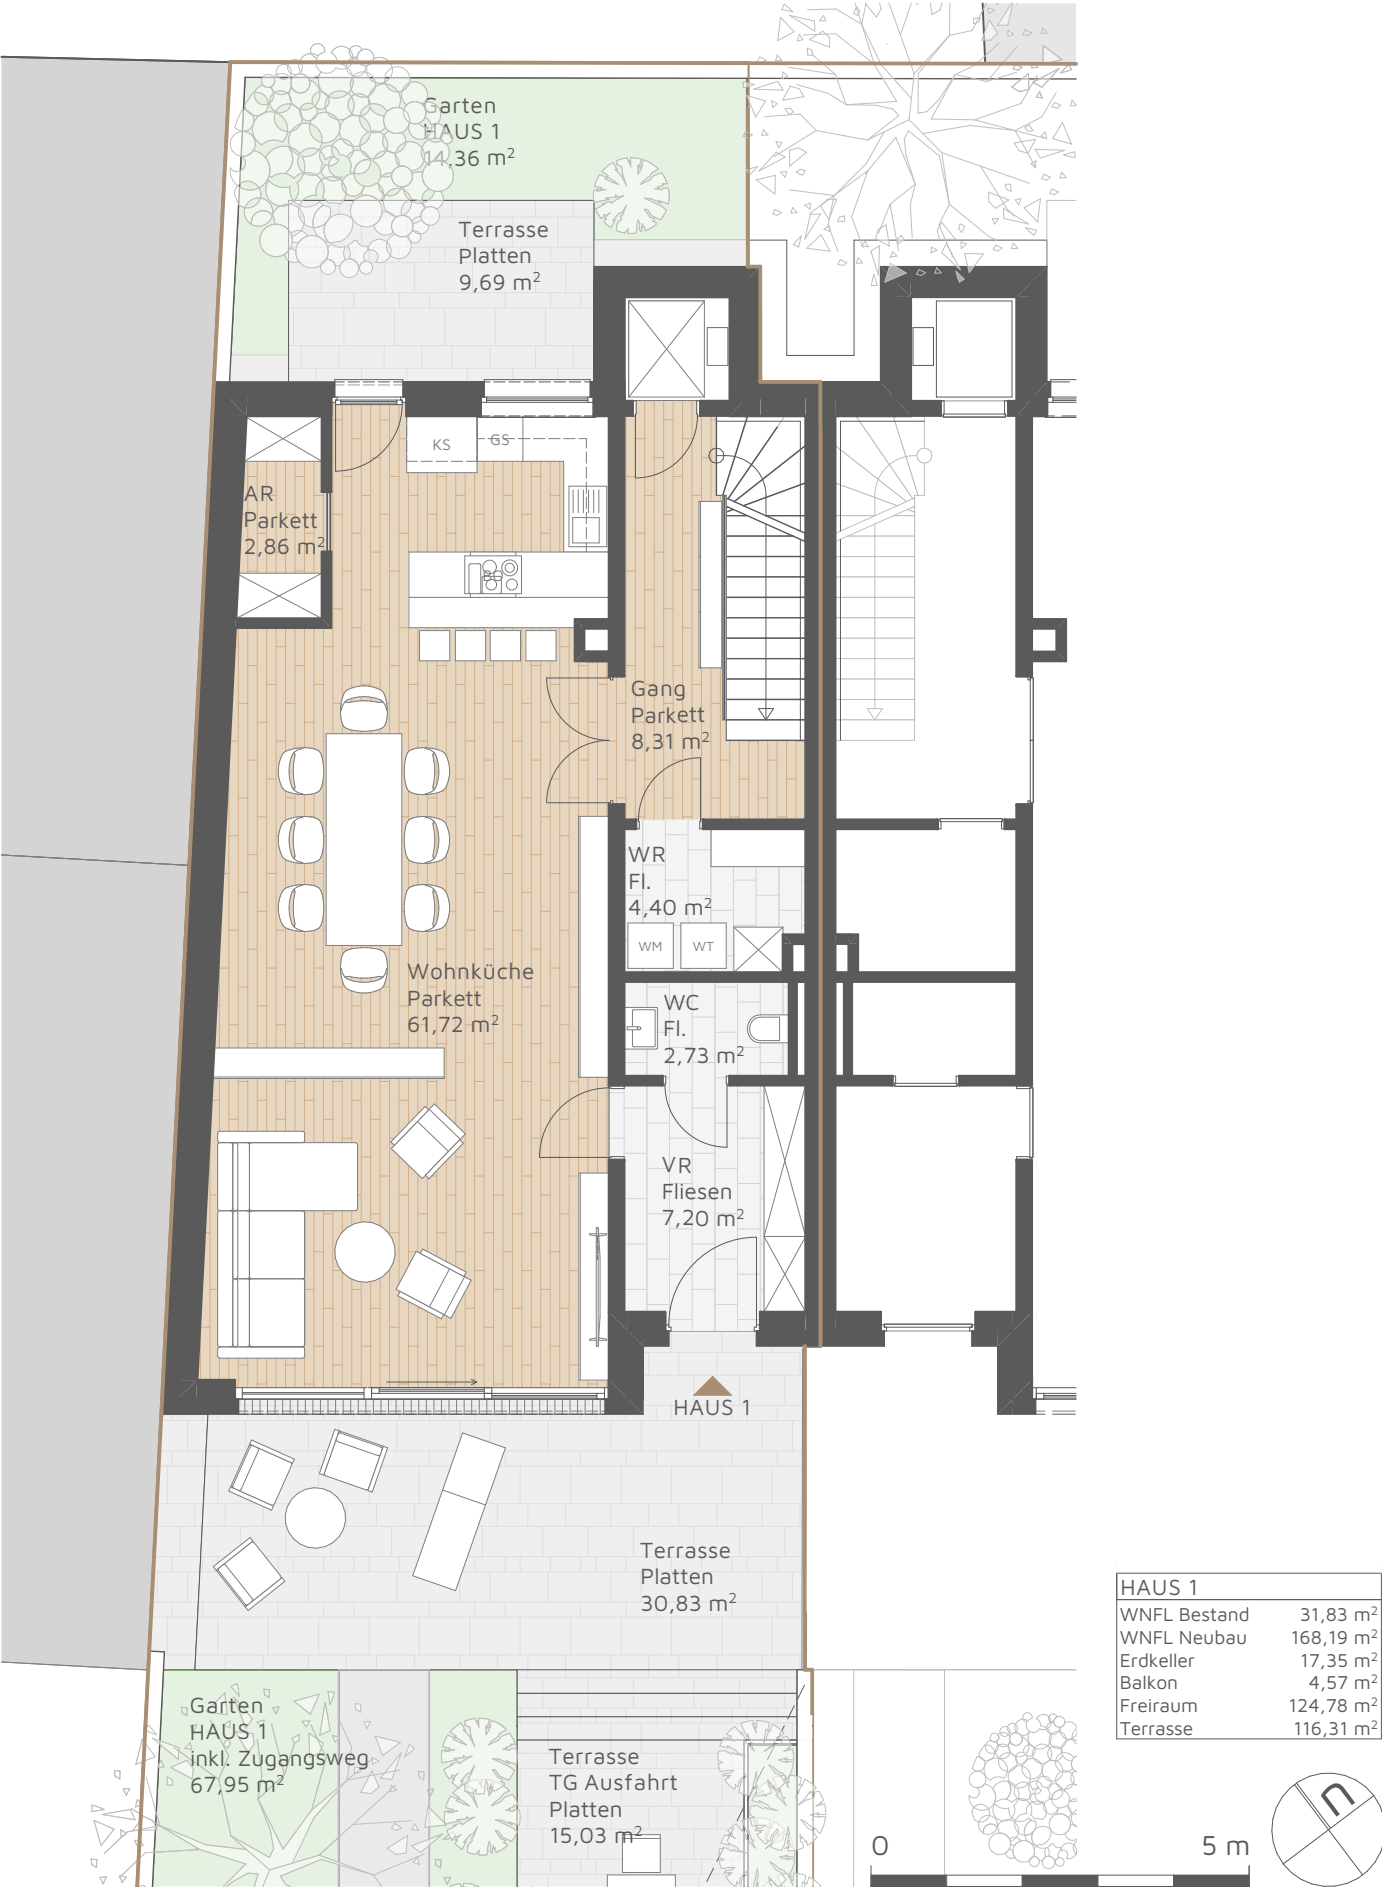 Garten
HAUS 1
14,36 m²
Terrasse
Platten
9,69 m²
KS
GS
AR
Parkett
2,86 m²
Gang
Parkett
8,31 m²
WR
Fl.
4,40 m²
WM
WT
Wohnküche
Parkett
61,72 m²
WC
Fl.
2,73 m²
VR
Fliesen
7,20 m²
HAUS 1
Terrasse
Platten
30,83 m²
Garten
HAUS 1
inkl. Zugangsweg
67,95 m²
Terrasse
TG Ausfahrt
Platten
15,03 m²
HAUS 1
WNFL Bestand 31,83 m²
WNFL Neubau 168,19 m²
Erdkeller 17,35 m²
Balkon 4,57 m²
Freiraum 124,78 m²
Terrasse 116,31 m²
n
0 5 m